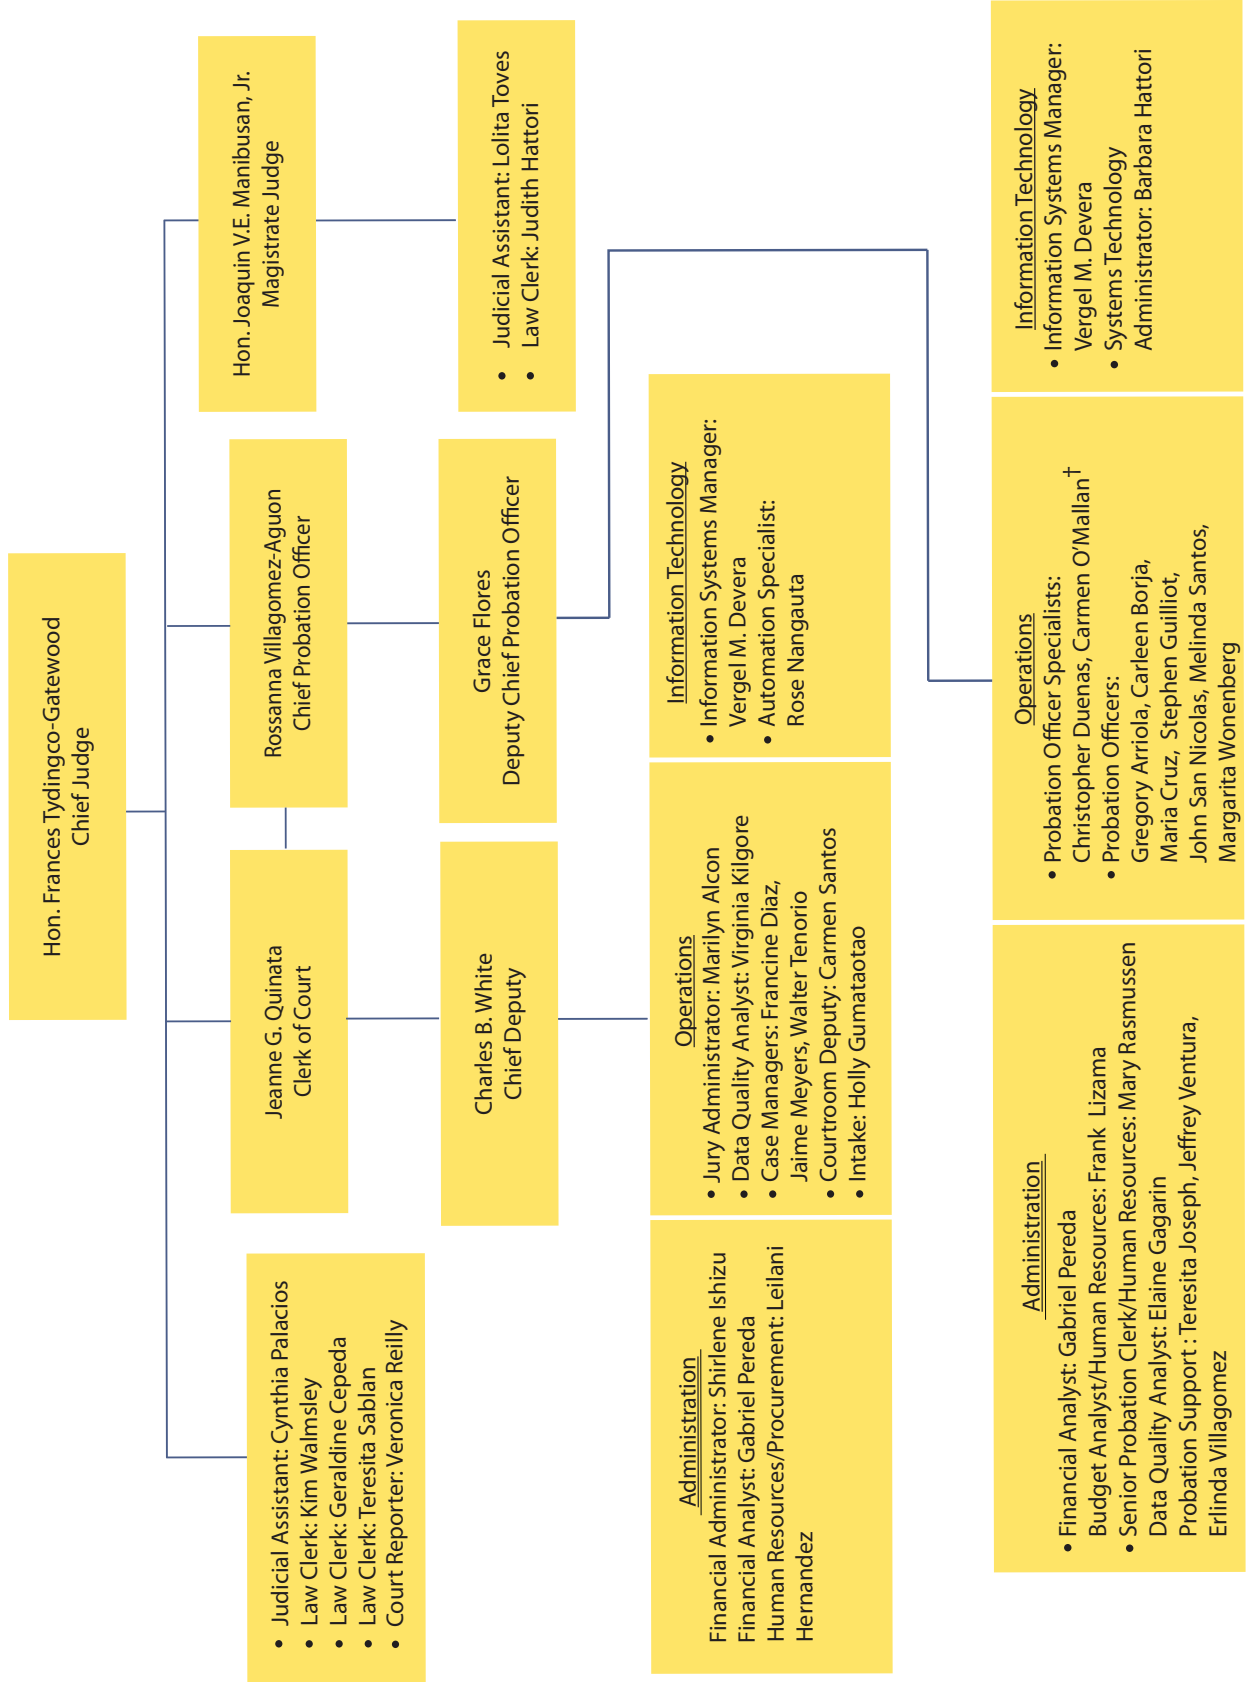 Hon. Frances Tydingco-Gatewood
Chief Judge
• Judicial Assistant: Cynthia Palacios
• Law Clerk: Kim Walmsley
• Law Clerk: Geraldine Cepeda
• Law Clerk: Teresita Sablan
• Court Reporter: Veronica Reilly
Jeanne G. Quinata
Clerk of Court
Rossanna Villagomez-Aguon
Chief Probation Officer
Hon. Joaquin V.E. Manibusan, Jr.
Magistrate Judge
Charles B. White
Chief Deputy
Grace Flores
Deputy Chief Probation Officer
• Judicial Assistant: Lolita Toves
• Law Clerk: Judith Hattori
Administration
Financial Administrator: Shirlene Ishizu
Financial Analyst: Gabriel Pereda
Human Resources/Procurement: Leilani
Hernandez
Operations
• Jury Administrator: Marilyn Alcon
• Data Quality Analyst: Virginia Kilgore
• Case Managers: Francine Diaz,
Jaime Meyers, Walter Tenorio
• Courtroom Deputy: Carmen Santos
• Intake: Holly Gumataotao
Information Technology
• Information Systems Manager:
Vergel M. Devera
• Automation Specialist:
Rose Nangauta
Administration
• Financial Analyst: Gabriel Pereda
Budget Analyst/Human Resources: Frank Lizama
• Senior Probation Clerk/Human Resources: Mary Rasmussen
Data Quality Analyst: Elaine Gagarin
Probation Support : Teresita Joseph, Jeffrey Ventura,
Erlinda Villagomez
Operations
• Probation Officer Specialists:
Christopher Duenas, Carmen O'Mallan†
• Probation Officers:
Gregory Arriola, Carleen Borja,
Maria Cruz, Stephen Guilliot,
John San Nicolas, Melinda Santos,
Margarita Wonenberg
Information Technology
• Information Systems Manager:
Vergel M. Devera
• Systems Technology
Administrator: Barbara Hattori